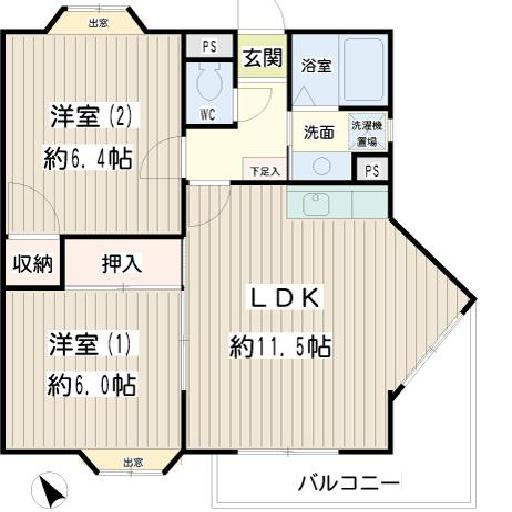 出窓
PS
玄関
浴室
洋室(2)
約6.4帖
WC
洗面
洗濯機
置場
下足入
PS
収納
押入
LDK
約11.5帖
洋室(1)
約6.0帖
出窓
バルコニー